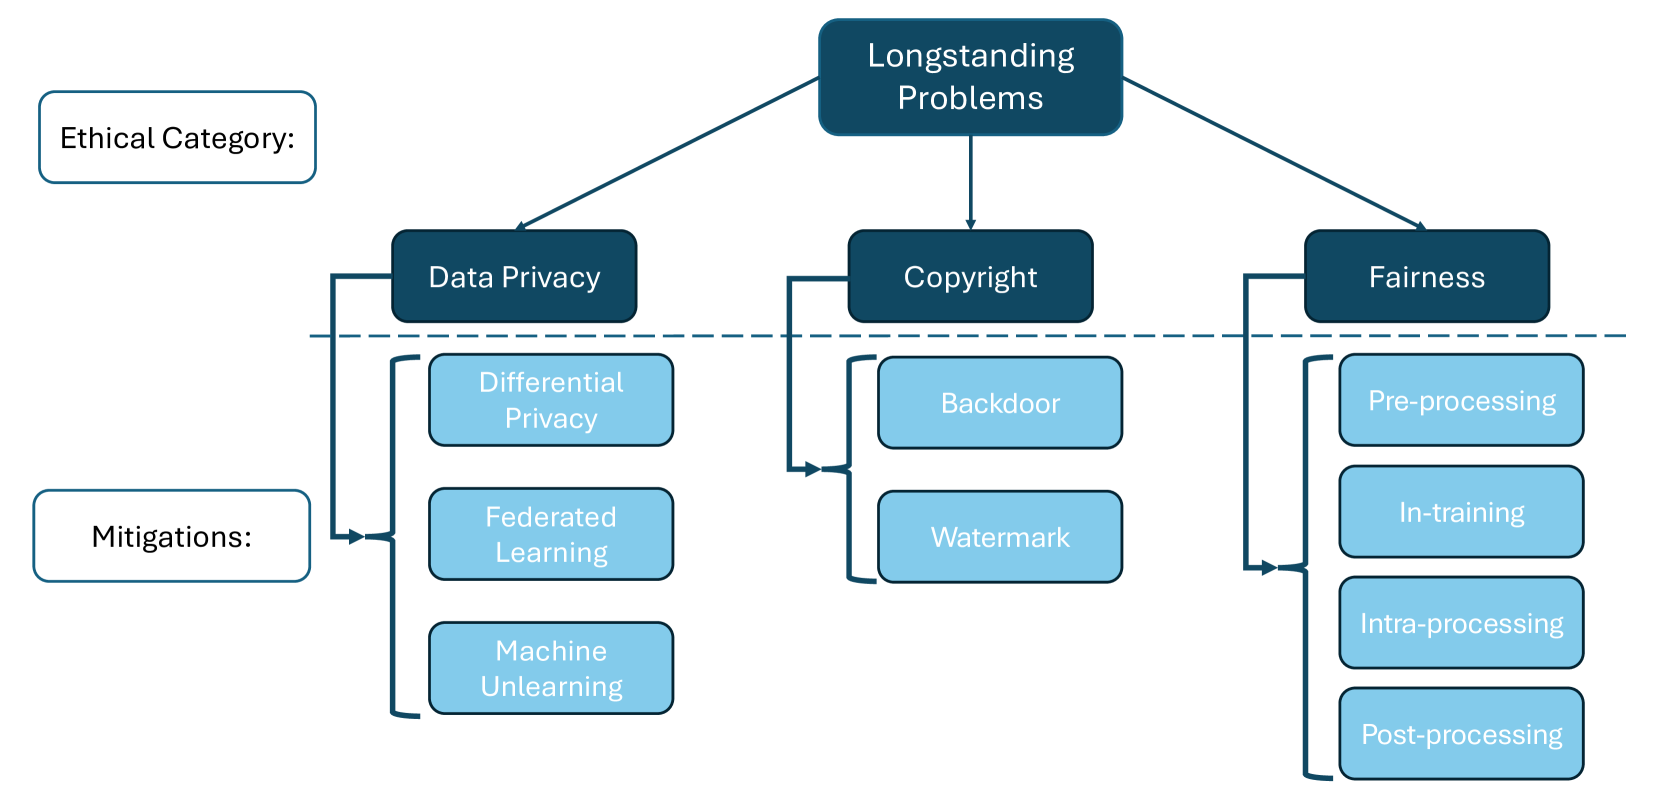 Longstanding
Problems
Ethical Category:
Data Privacy
Copyright
Fairness
Mitigations:
Differential
Privacy
Federated
Learning
Machine
Unlearning
Backdoor
Watermark
Pre-processing
In-training
Intra-processing
Post-processing